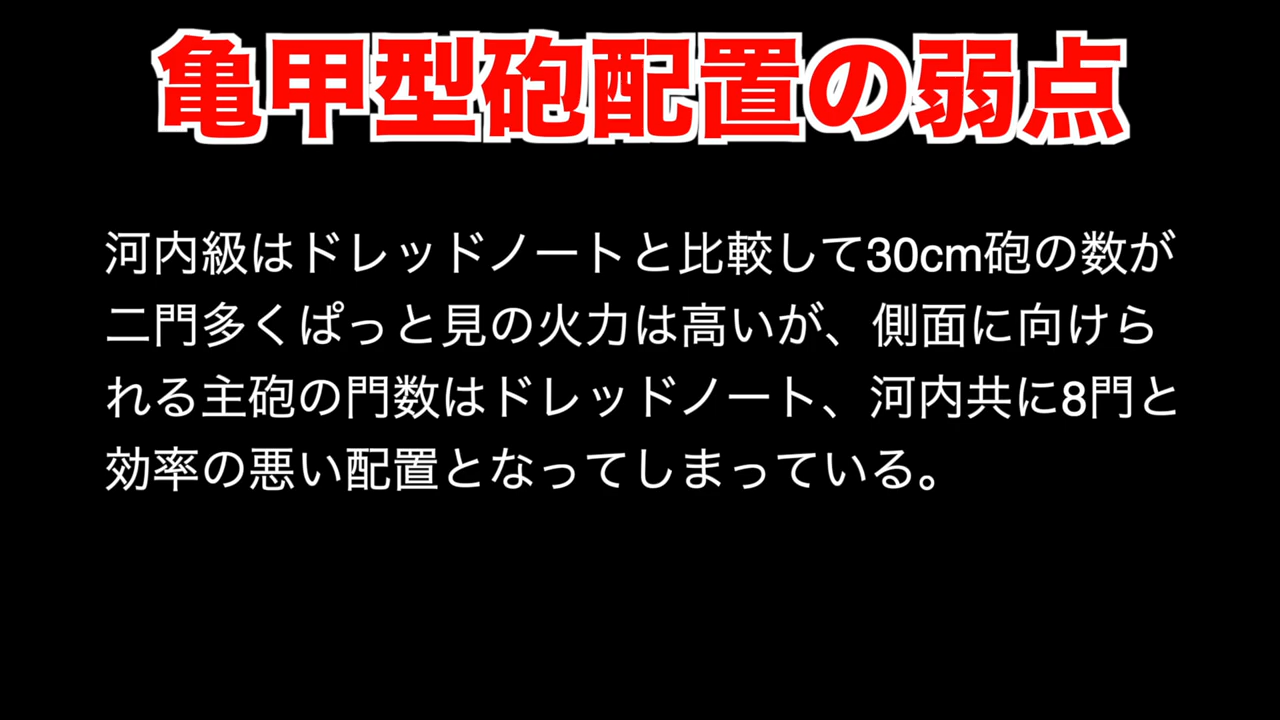 亀甲型砲配置の弱点
河内級はドレッドノートと比較して30cm砲の数が
二門多くぱっと見の火力は高いが、側面に向けら
れる主砲の門数はドレッドノート、河内共に8門と
効率の悪い配置となってしまっている。